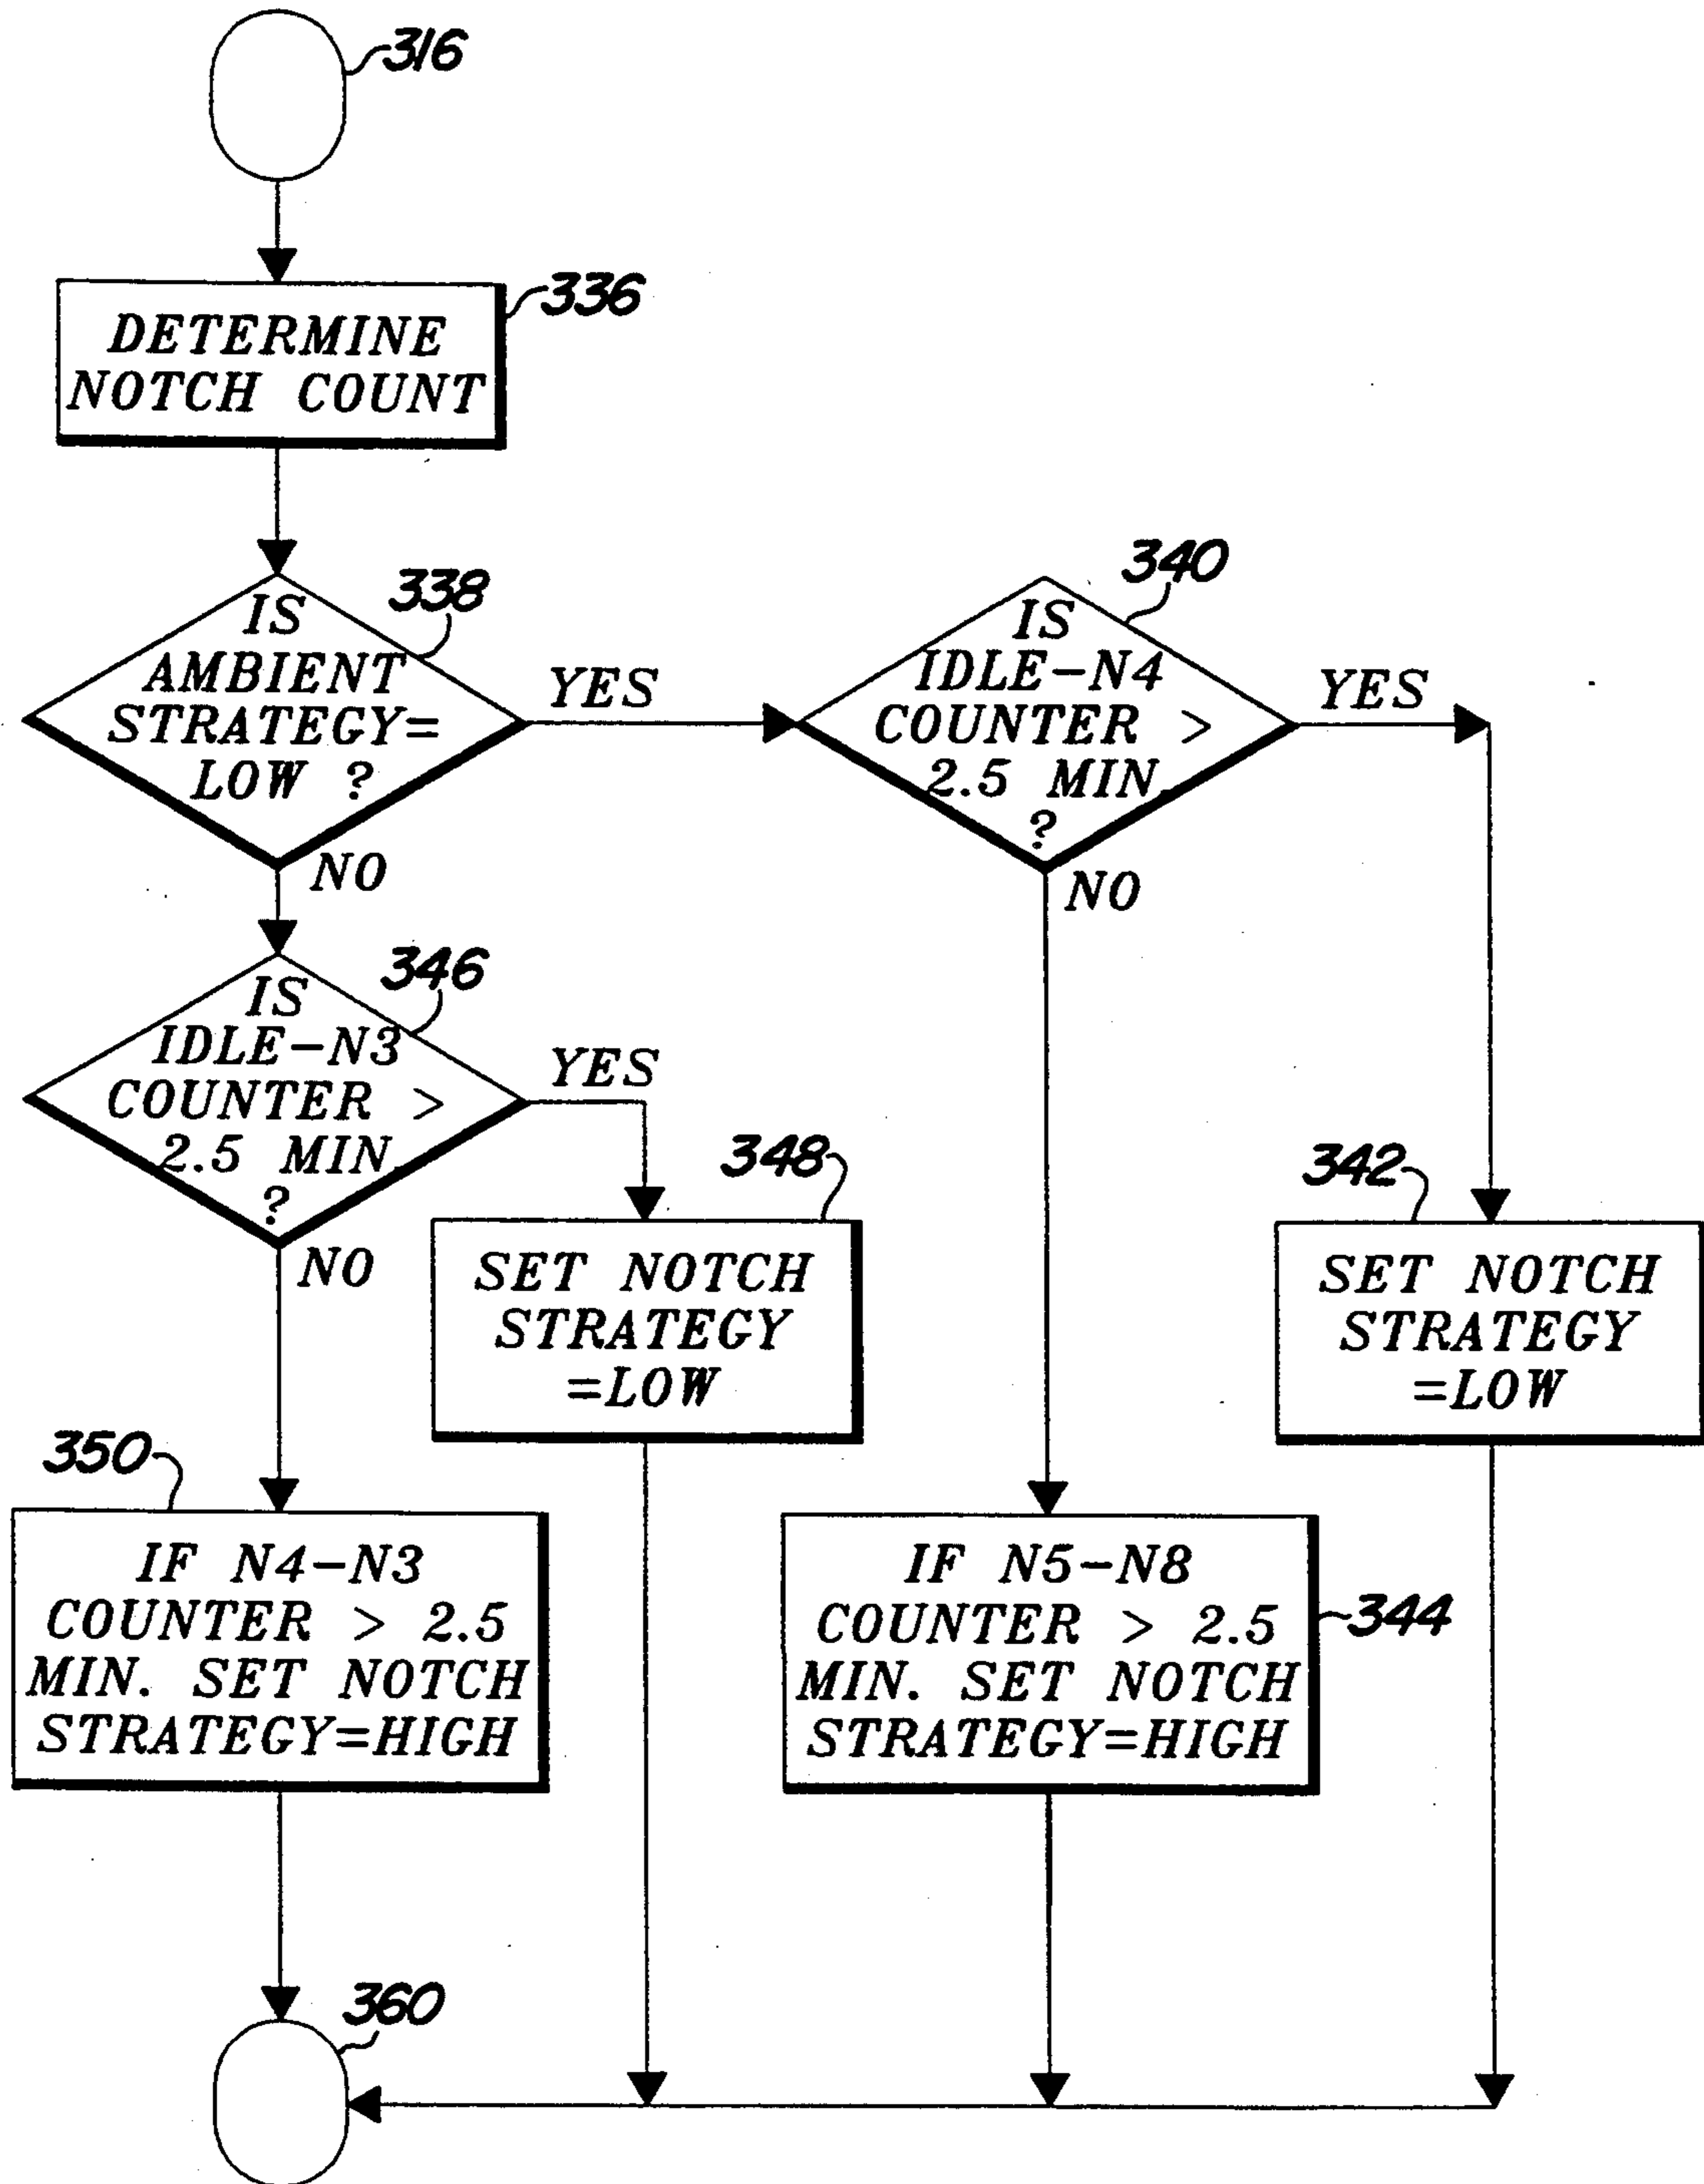 316
336
DETERMINE
NOTCH COUNT
338
IS
AMBIENT
STRATEGY=
LOW ?
YES
NO
340
IS
IDLE-N4
COUNTER >
2.5 MIN
?
YES
NO
346
IS
IDLE-N3
COUNTER >
2.5 MIN
?
YES
NO
348
SET NOTCH
STRATEGY
=LOW
342
SET NOTCH
STRATEGY
=LOW
350
IF N4-N3
COUNTER > 2.5
MIN. SET NOTCH
STRATEGY=HIGH
IF N5-N8
COUNTER > 2.5
MIN. SET NOTCH
STRATEGY=HIGH
344
360